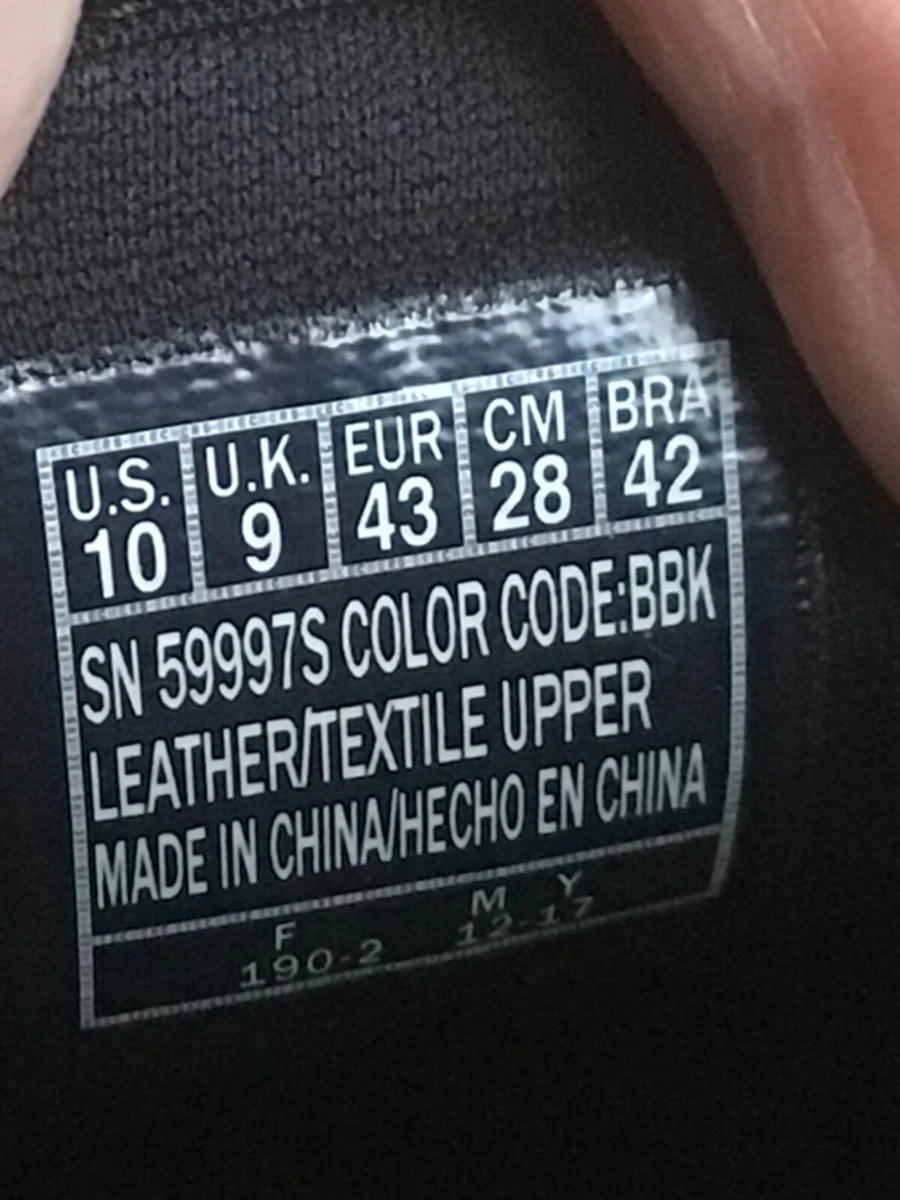 U.S. U.K. EUR CM BRA
10 9 43 28 42
SN 59997S COLOR CODE:BBK
LEATHER/TEXTILE UPPER
MADE IN CHINA/HECHO EN CHINA
F M Y
190-2 12-17